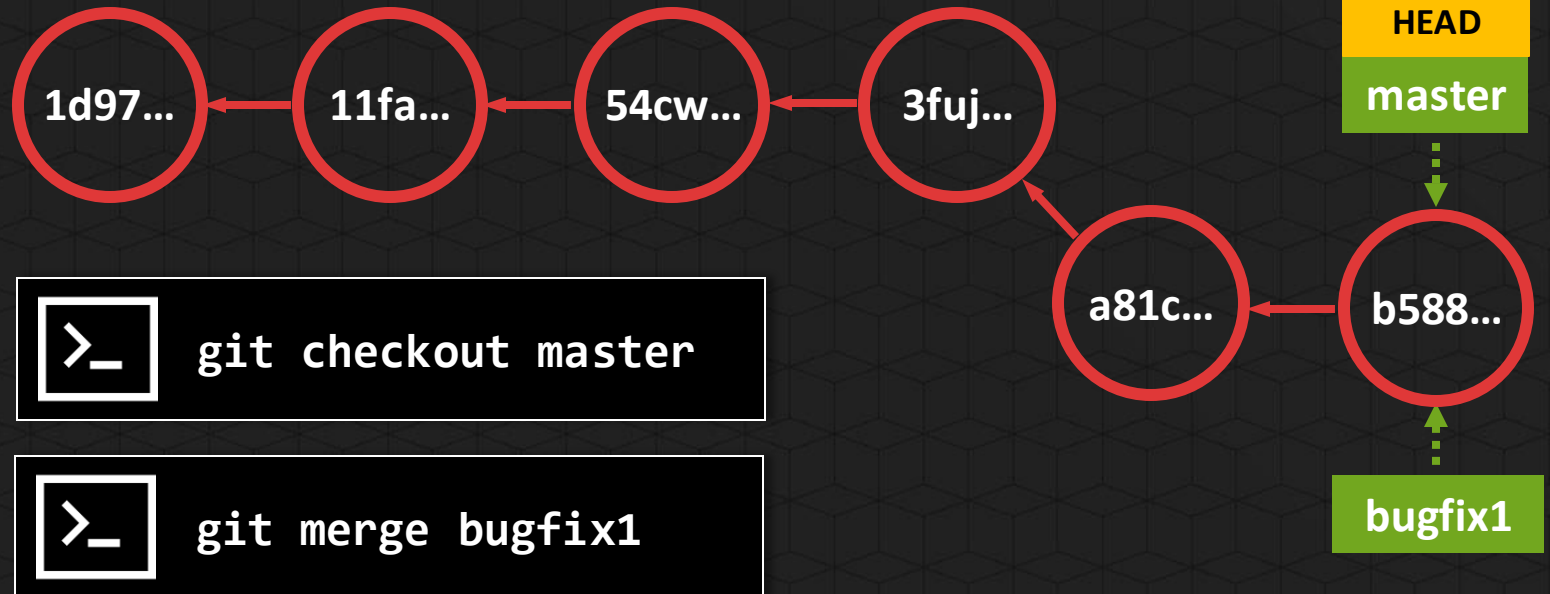 HEAD
master
1d97...
11fa...
54cw...
3fuj...
a81c...
b588...
>_ git checkout master
>_ git merge bugfix1
bugfix1